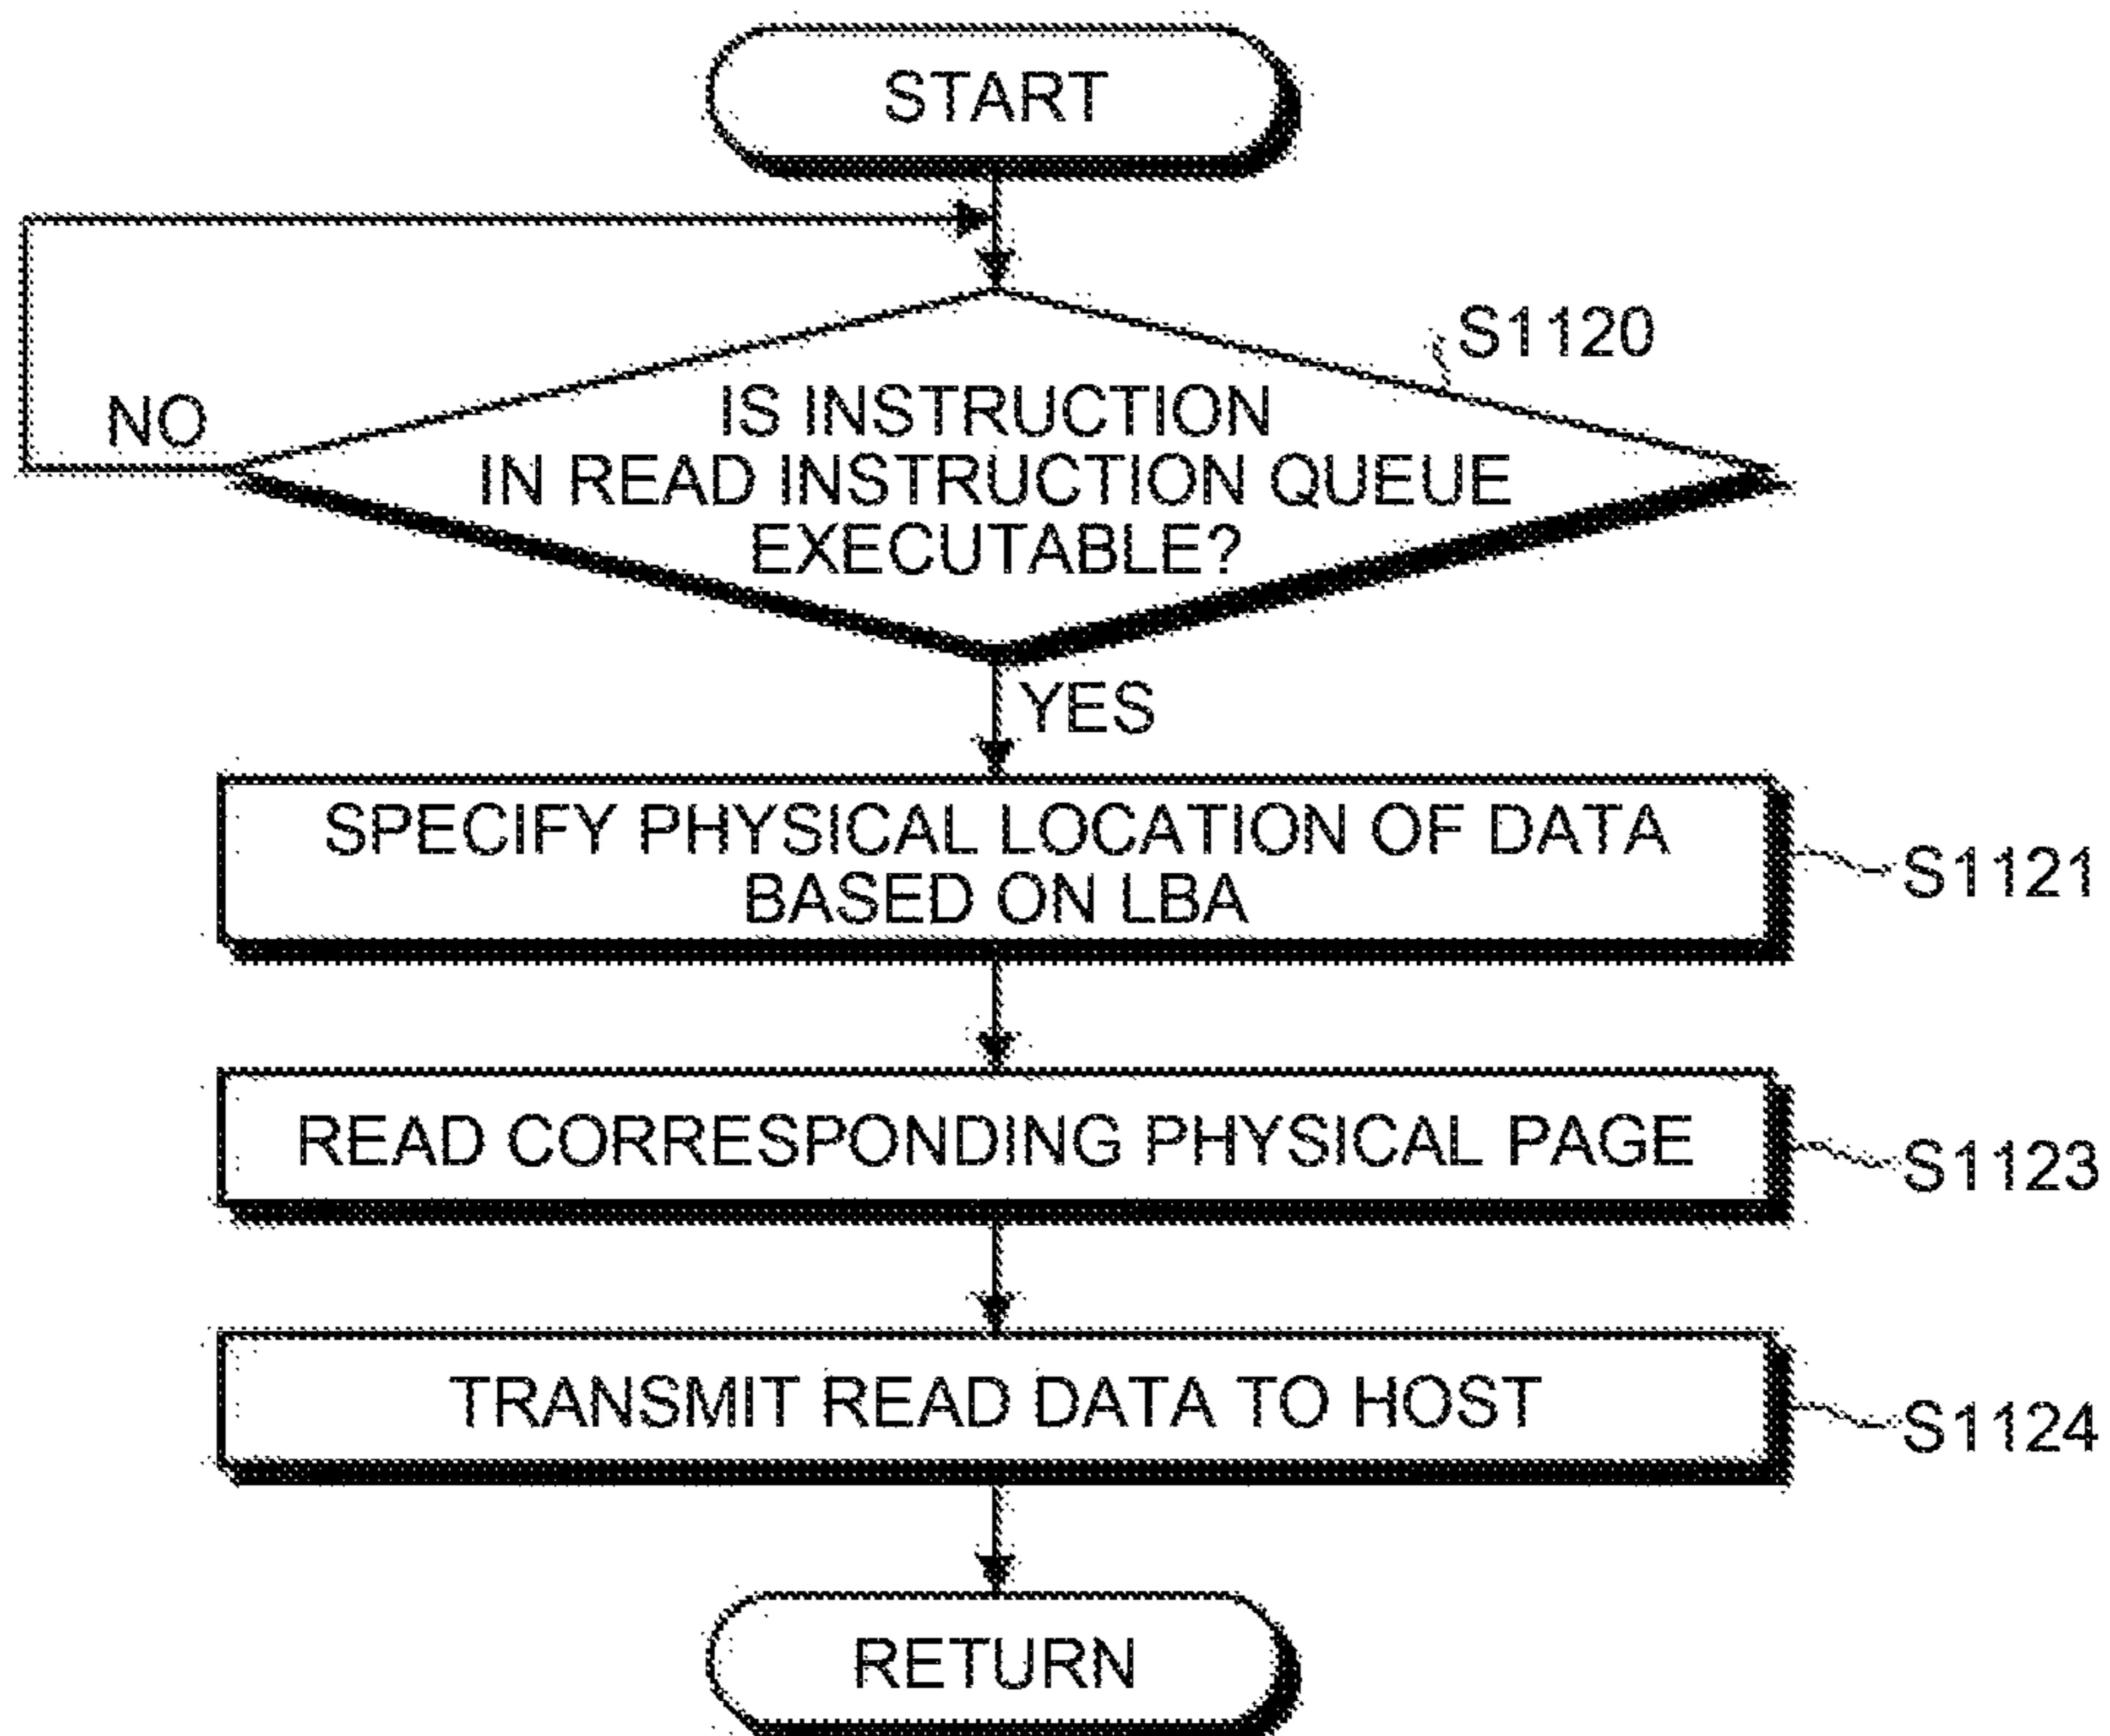 START
S1120
NO
IS INSTRUCTION
IN READ INSTRUCTION QUEUE
EXECUTABLE?
YES
SPECIFY PHYSICAL LOCATION OF DATA
BASED ON LBA
S1121
READ CORRESPONDING PHYSICAL PAGE
S1123
TRANSMIT READ DATA TO HOST
S1124
RETURN